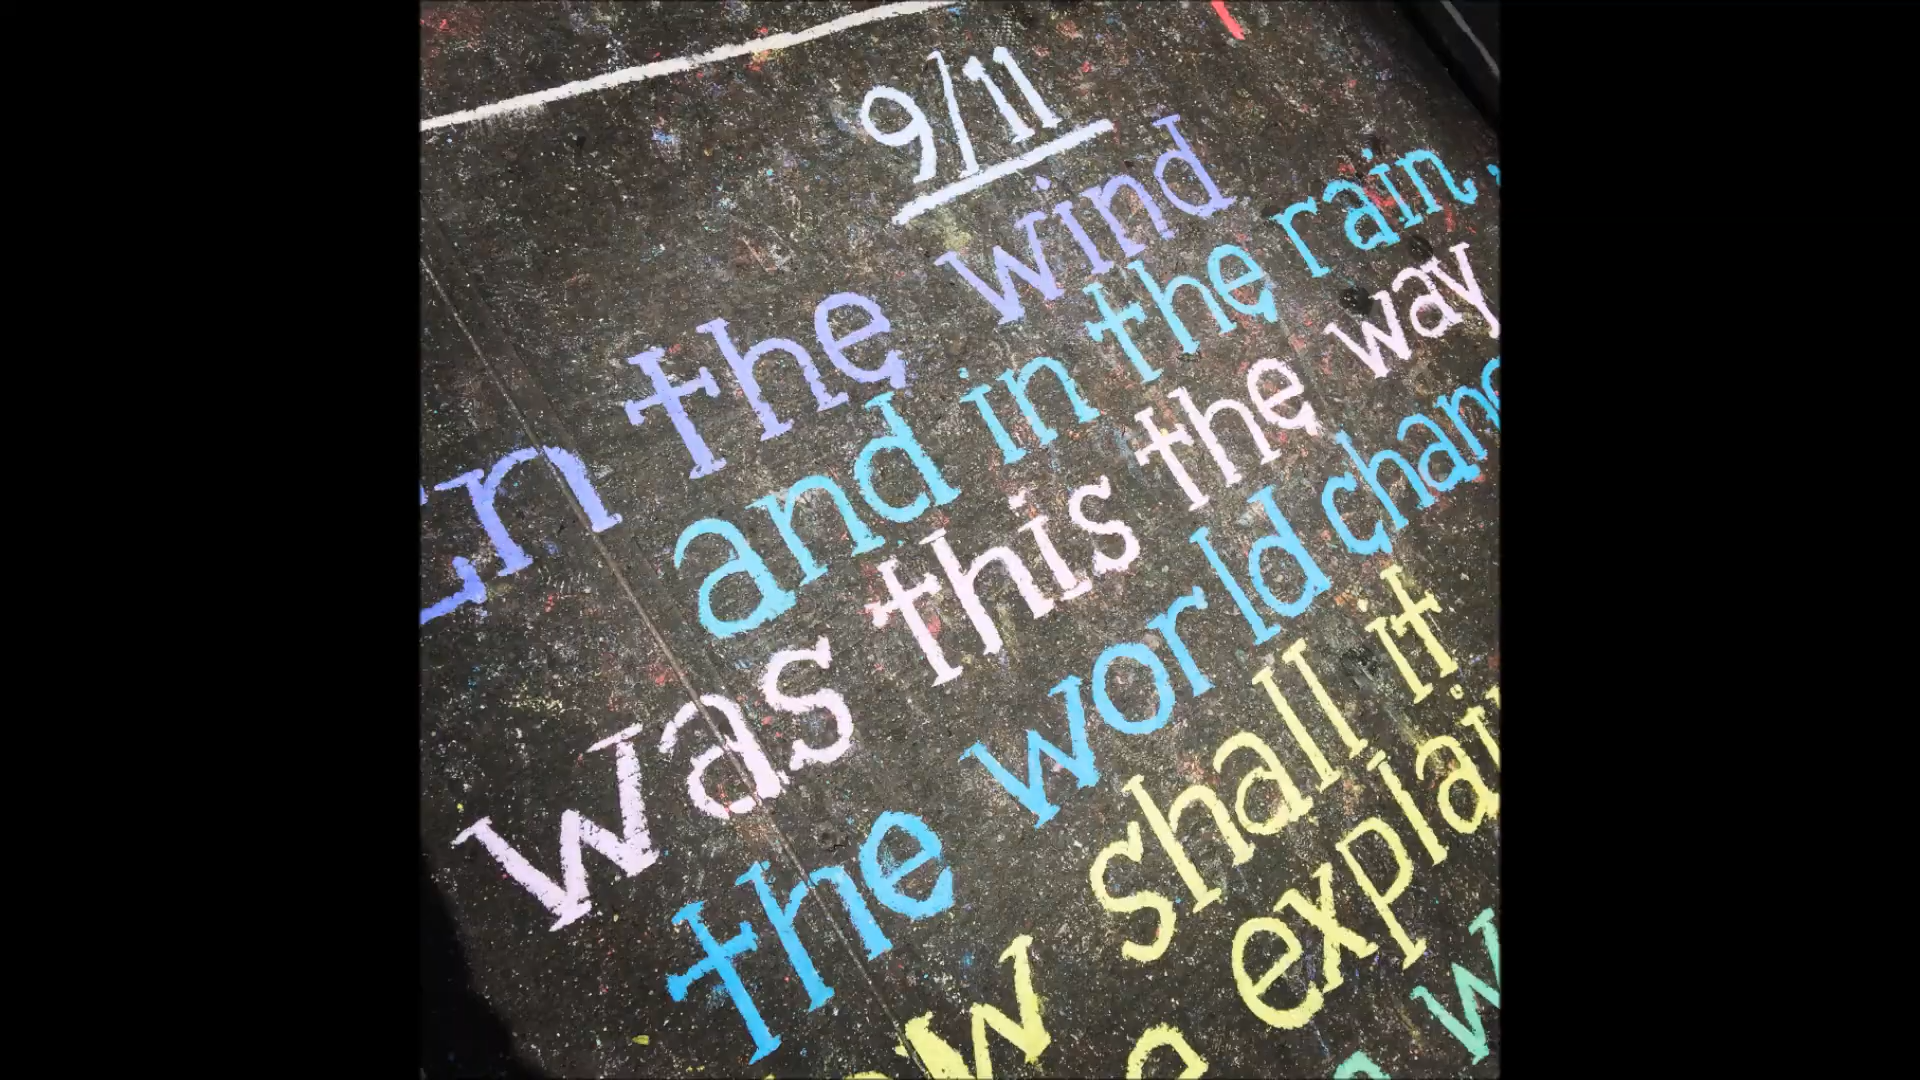 9/11
In the wind
and in the rain,
was this the way
the world
shall it